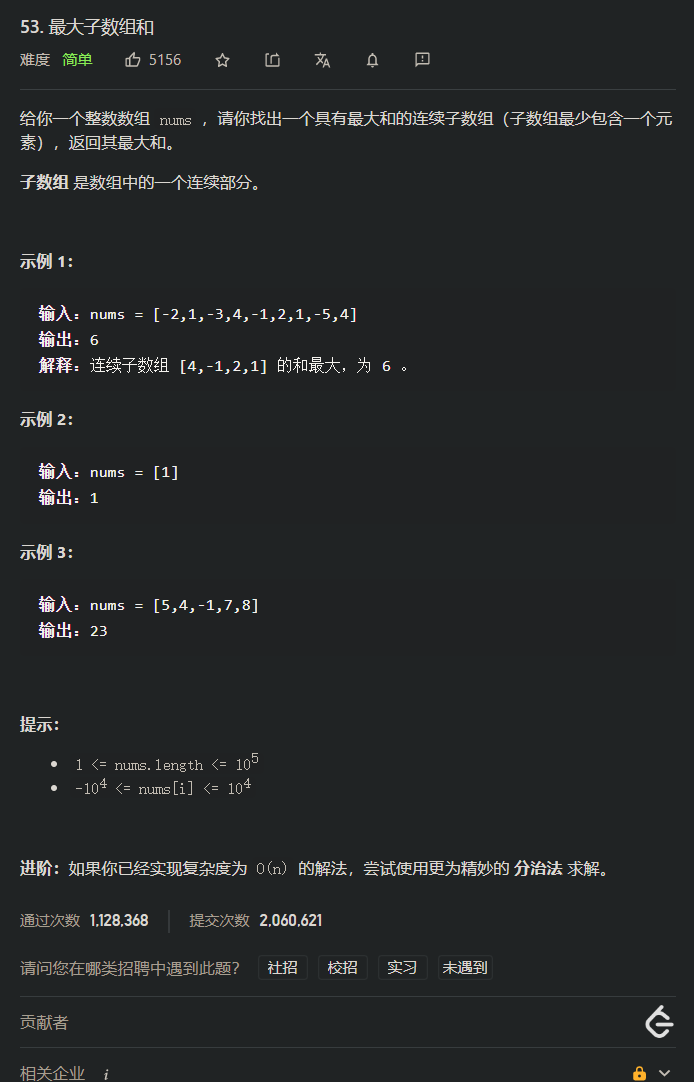 53. 最大子数组和
难度 简单 5156
给你一个整数数组 nums ，请你找出一个具有最大和的连续子数组（子数组最少包含一个元
素），返回其最大和。
子数组 是数组中的一个连续部分。
示例 1：
输入：nums = [-2,1,-3,4,-1,2,1,-5,4]
输出：6
解释：连续子数组 [4,-1,2,1] 的和最大，为 6 。
示例 2：
输入：nums = [1]
输出：1
示例 3：
输入：nums = [5,4,-1,7,8]
输出：23
提示：
1 <= nums.length <= 10⁵
-10⁴ <= nums[i] <= 10⁴
进阶：如果你已经实现复杂度为 O(n) 的解法，尝试使用更为精妙的 分治法 求解。
通过次数 1,128,368 提交次数 2,060,621
请问您在哪类招聘中遇到此题？ 社招 校招 实习 未遇到
贡献者
相关企业 i